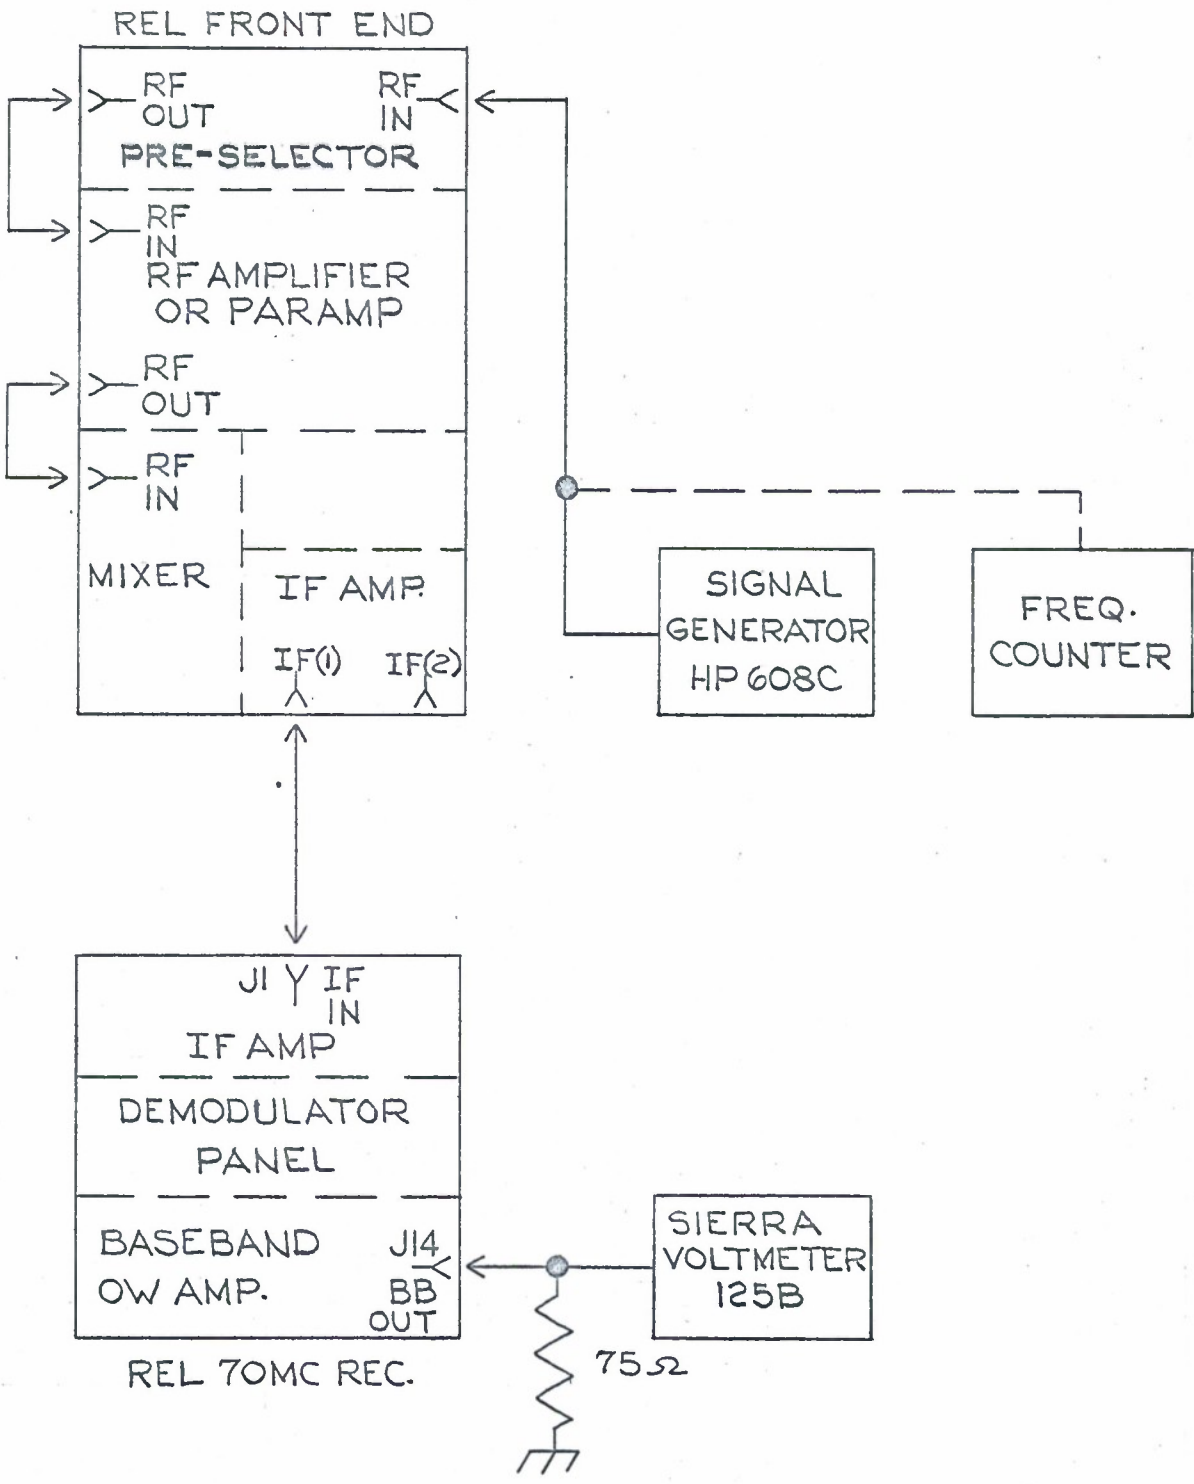 REL FRONT END
RF
OUT
RF
IN
PRE-SELECTOR
RF
IN
RF AMPLIFIER
OR PARAMP
RF
OUT
RF
IN
MIXER
IF AMP.
IF(1)
IF(2)
SIGNAL
GENERATOR
HP 608C
FREQ.
COUNTER
J1 IF
IN
IF AMP
DEMODULATOR
PANEL
BASEBAND
OW AMP.
J14
BB
OUT
SIERRA
VOLTMETER
125B
75Ω
REL 70MC REC.